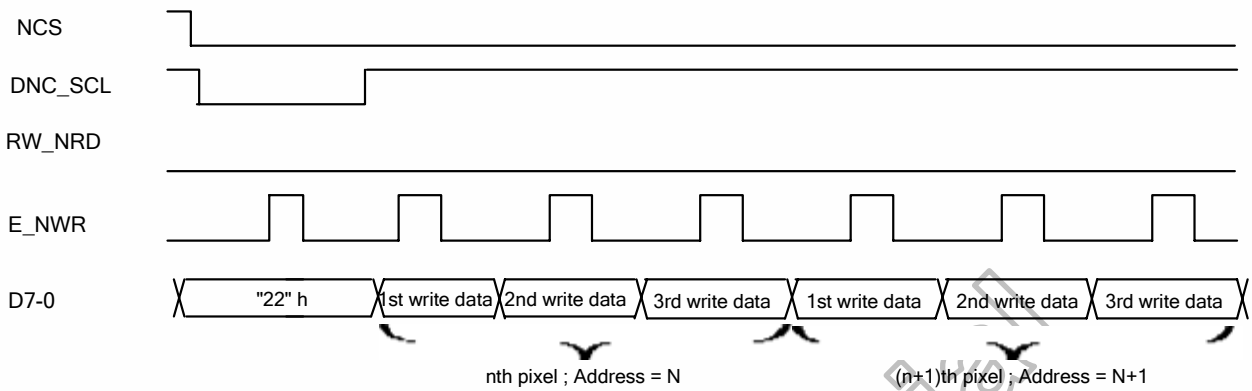 NCS
DNC_SCL
RW_NRD
E_NWR
D7-0 "22" h 1st write data 2nd write data 3rd write data 1st write data 2nd write data 3rd write data
nth pixel ; Address = N (n+1)th pixel ; Address = N+1